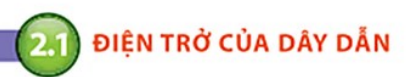 2.1 ĐIỆN TRỞ CỦA DÂY DẪN